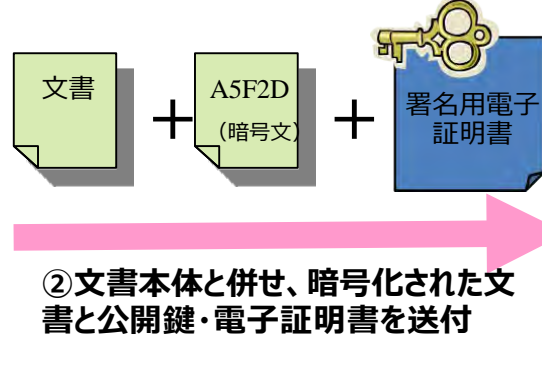 文書
＋
A5F2D
（暗号文）
＋
署名用電子
証明書
②文書本体と併せ、暗号化された文
書と公開鍵・電子証明書を送付